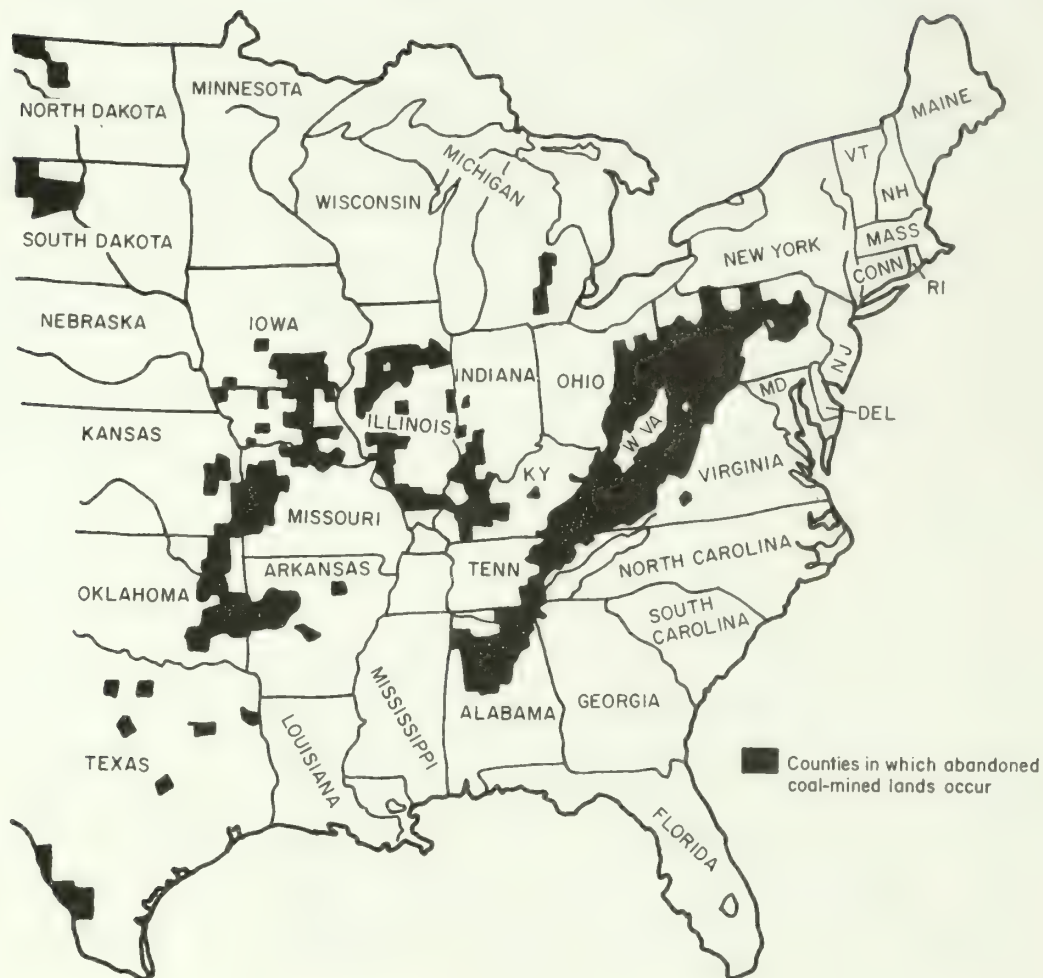 MINNESOTA
NORTH DAKOTA
MAINE
VT
MICHIGAN
WISCONSIN
NH
SOUTH DAKOTA
MASS
NEW YORK
CONN
RI
NEBRASKA
IOWA
INDIANA
OHIO
NJ
MD
DEL
ILLINOIS
W VA
KANSAS
KY
VIRGINIA
MISSOURI
NORTH CAROLINA
TENN
ARKANSAS
OKLAHOMA
SOUTH
CAROLINA
MISSISSIPPI
GEORGIA
ALABAMA
LOUISIANA
TEXAS
Counties in which abandoned
coal-mined lands occur
FLORIDA